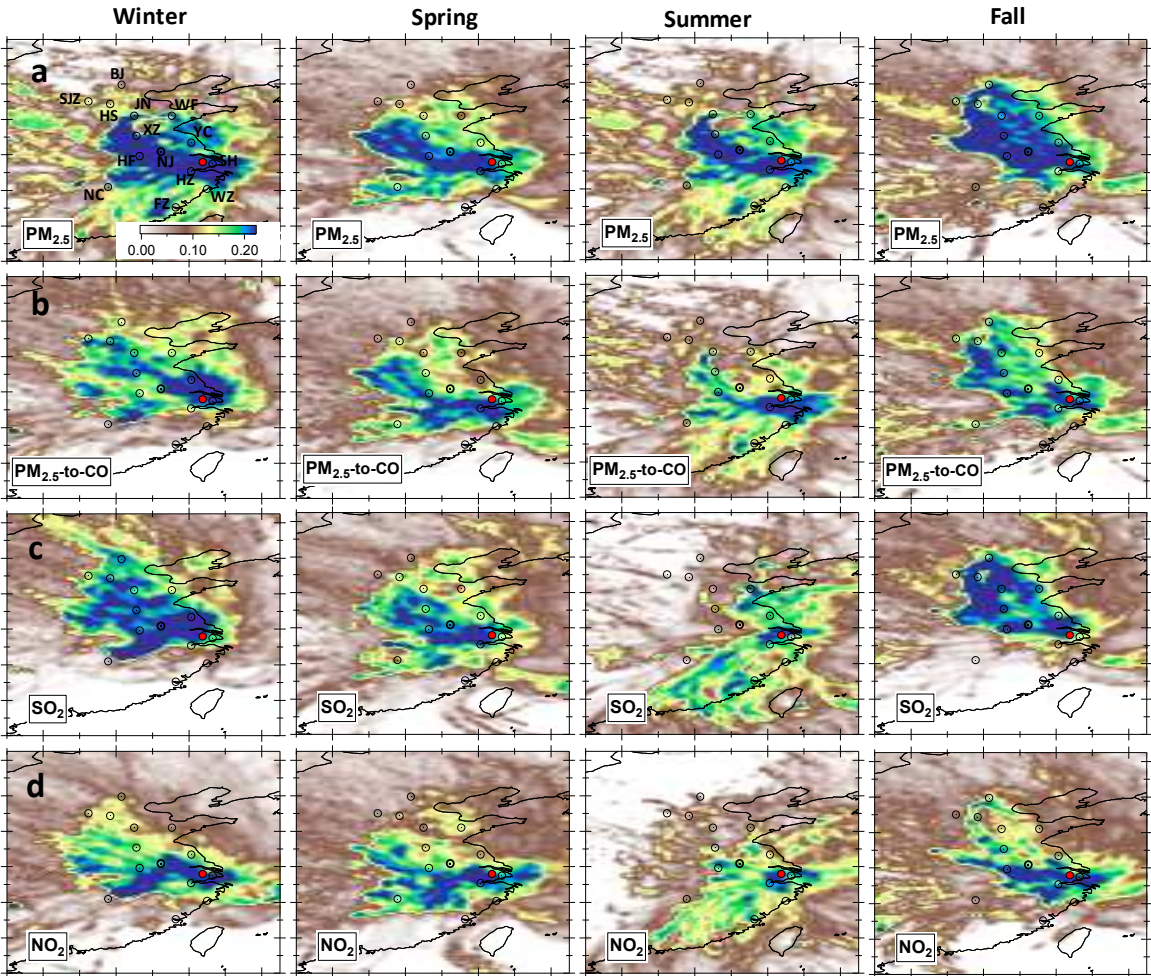 Winter Spring Summer Fall
a
BJ
SJZ
HS JN WF
XZ YC
HF NJ SH
HZ
NC WZ
FZ
0.00 0.10 0.20
PM2.5 PM2.5 PM2.5 PM2.5
b
PM2.5-to-CO PM2.5-to-CO PM2.5-to-CO PM2.5-to-CO
c
SO2 SO2 SO2 SO2
d
NO2 NO2 NO2 NO2